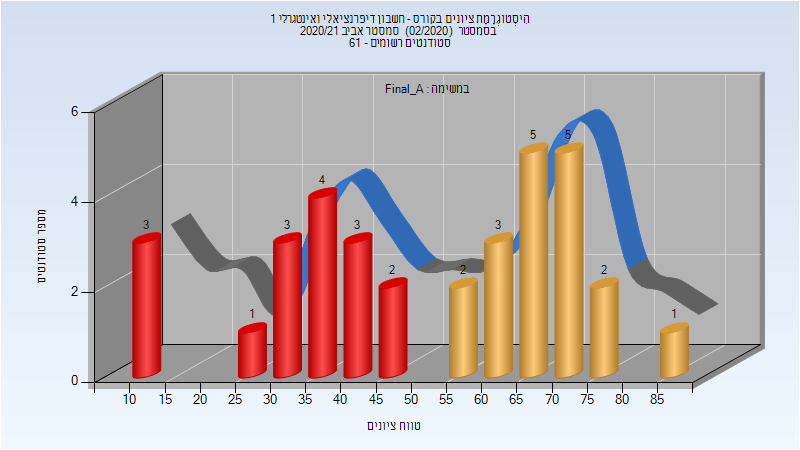 היסטוגרמת ציונים בקורס - חשבון דיפרנציאלי ואינטגרלי 1
בסמסטר (02/2020) סמסטר אביב 2020/21
סטודנטים רשומים - 61
במשימה : Final_A
מספר סטודנטים
6
4
2
0
3
1
3
4
3
2
2
3
5
5
2
1
10 15 20 25 30 35 40 45 50 55 60 65 70 75 80 85
טווח ציונים